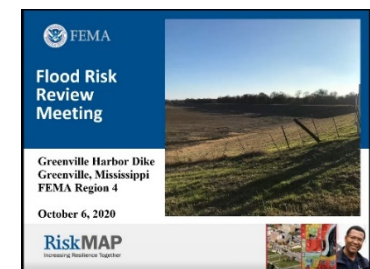 FEMA
Flood Risk
Review
Meeting
Greenville Harbor Dike
Greenville, Mississippi
FEMA Region 4
October 6, 2020
RiskMAP
Increasing Resilience Together